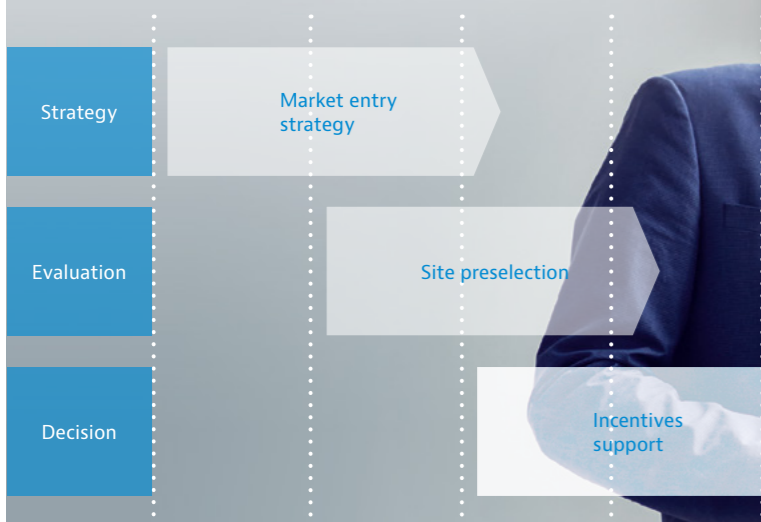 Strategy
Market entry
strategy
Evaluation
Site preselection
Decision
Incentives
support